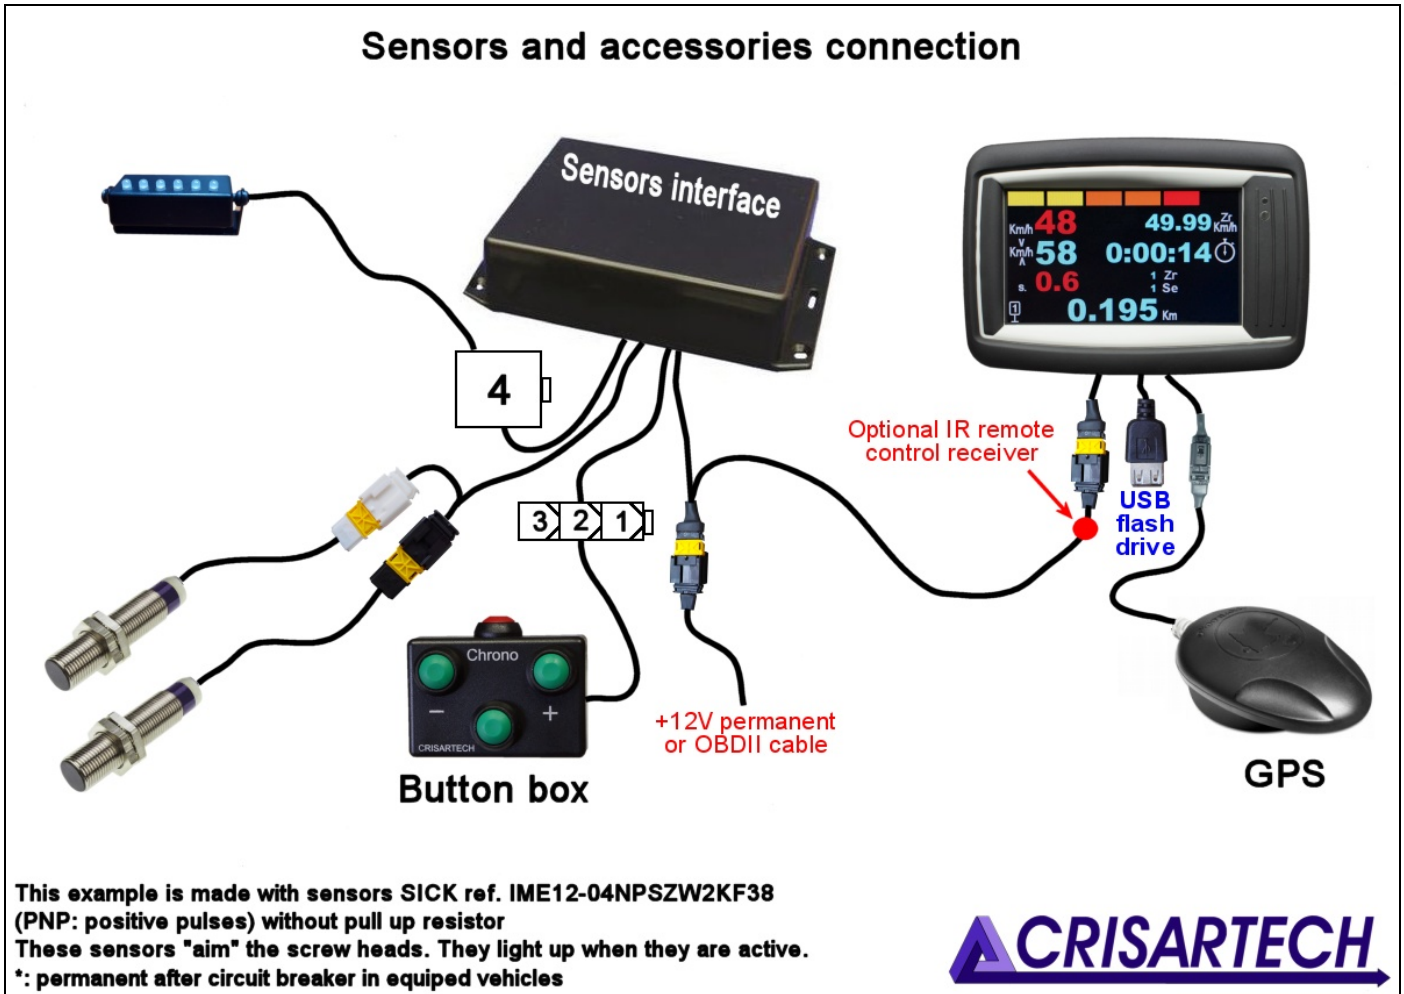 Sensors and accessories connection
Sensors interface
Km/h 48 49.99 Zr Km/h
V Km/h 58 0:00:14
s. 0.6 1 Zr
1 Se
1 0.195 Km
4
Optional IR remote
control receiver
USB
flash
drive
3 2 1
Chrono
− +
CRISARTECH
Button box
+12V permanent
or OBDII cable
GPS
This example is made with sensors SICK ref. IME12-04NPSZW2KF38
(PNP: positive pulses) without pull up resistor
These sensors "aim" the screw heads. They light up when they are active.
*: permanent after circuit breaker in equiped vehicles
CRISARTECH